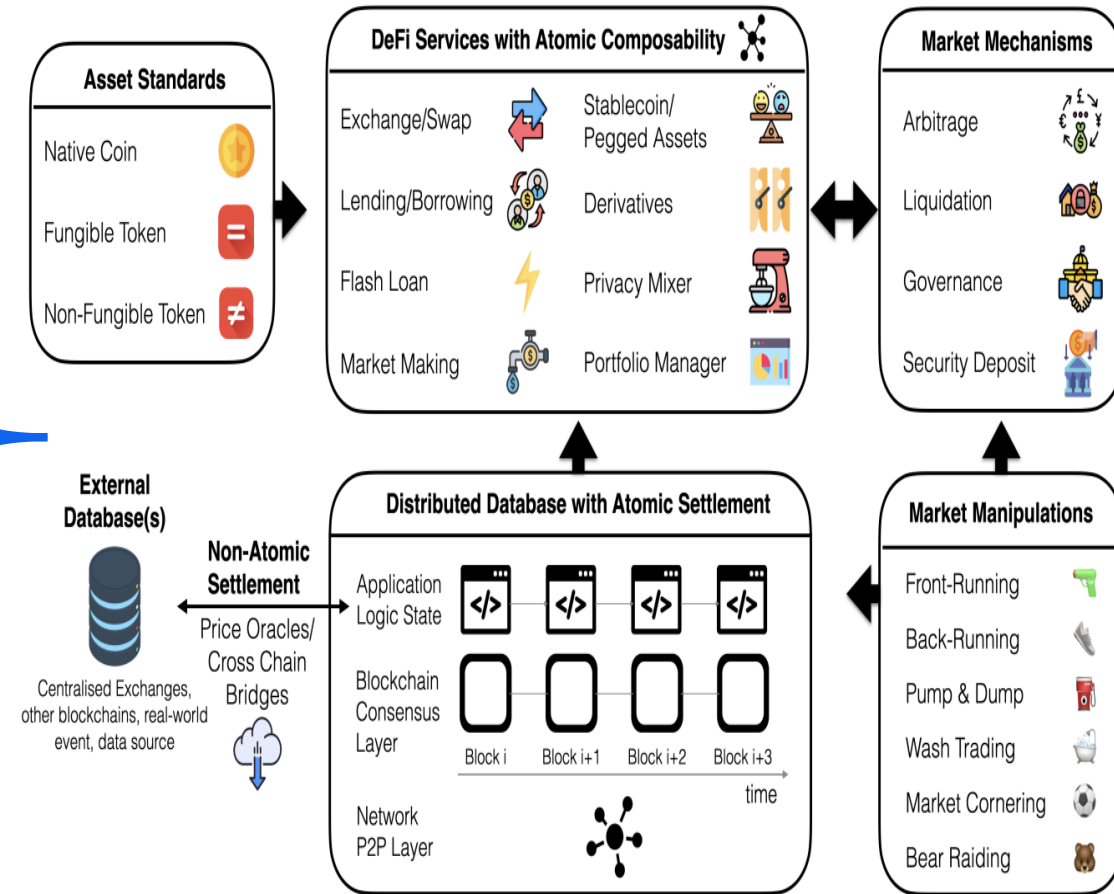 Asset Standards
Native Coin
Fungible Token
=
Non-Fungible Token
≠
DeFi Services with Atomic Composability
Exchange/Swap
Lending/Borrowing
Flash Loan
Market Making
Stablecoin/
Pegged Assets
Derivatives
Privacy Mixer
Portfolio Manager
Market Mechanisms
Arbitrage
Liquidation
Governance
Security Deposit
External
Database(s)
Centralised Exchanges,
other blockchains, real-world
event, data source
Non-Atomic
Settlement
Price Oracles/
Cross Chain
Bridges
Distributed Database with Atomic Settlement
Application
Logic State
</> </> </> </>
Blockchain
Consensus
Layer
Block i Block i+1 Block i+2 Block i+3
time
Network
P2P Layer
Market Manipulations
Front-Running
Back-Running
Pump & Dump
Wash Trading
Market Cornering
Bear Raiding